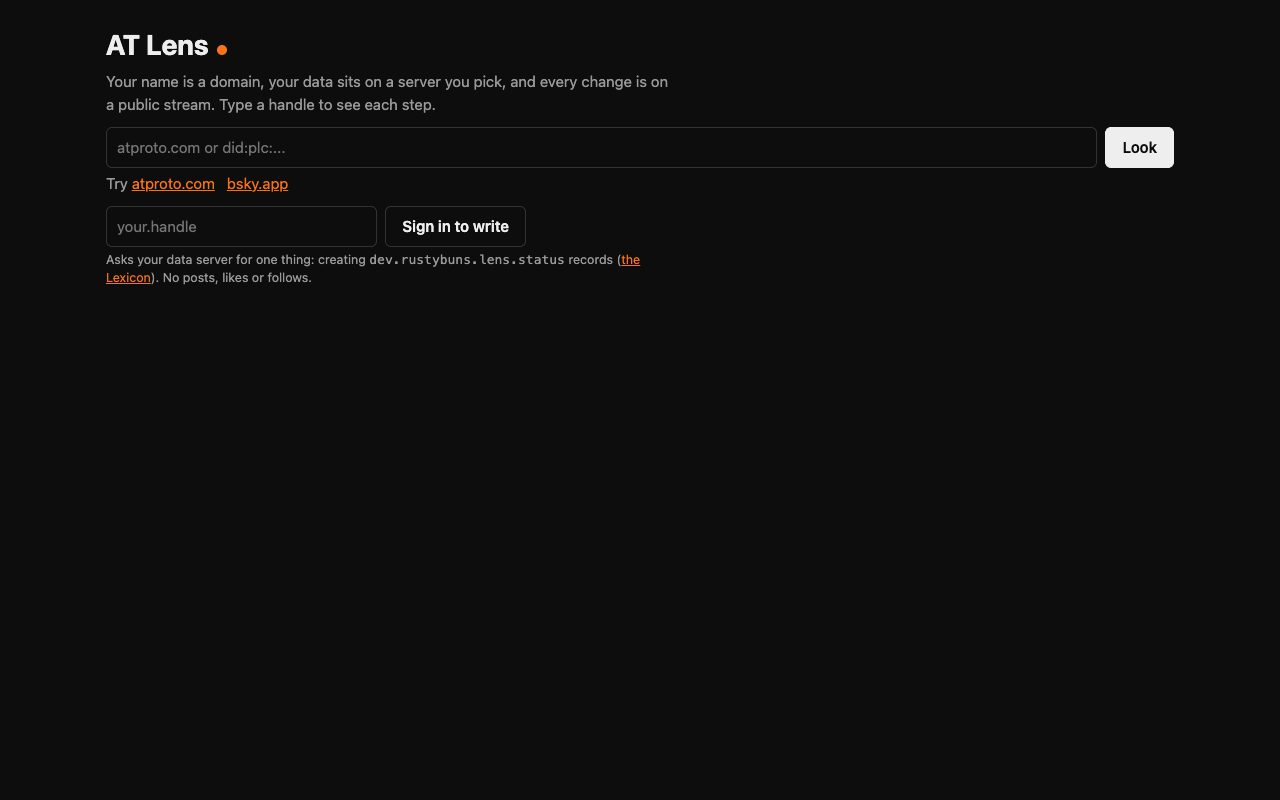 AT Lens
Your name is a domain, your data sits on a server you pick, and every change is on
a public stream. Type a handle to see each step.
atproto.com or did:plc:...
Look
Try atproto.com bsky.app
your.handle
Sign in to write
Asks your data server for one thing: creating dev.rustybuns.lens.status records (the
Lexicon). No posts, likes or follows.